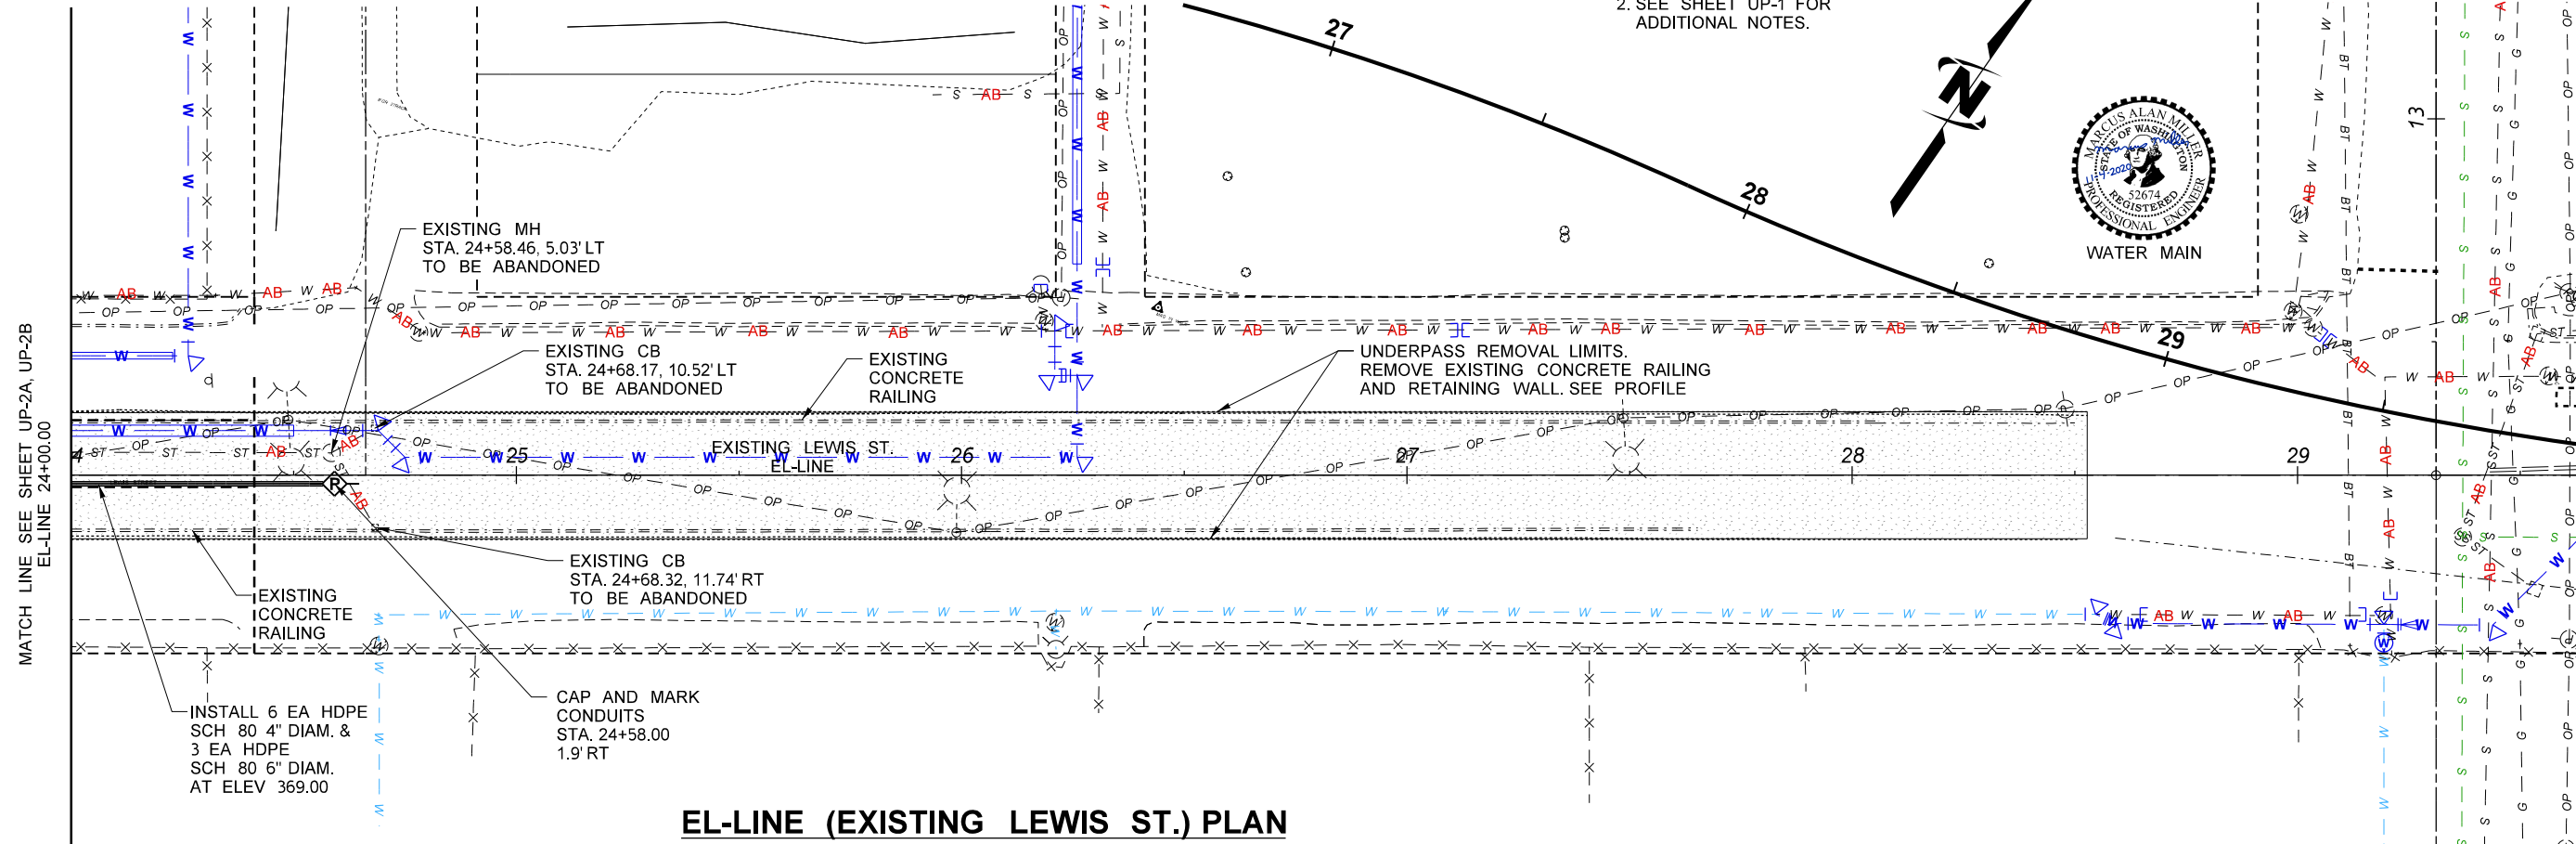 2. SEE SHEET UP-1 FOR
ADDITIONAL NOTES.
27
28
29
13
N
MARCUS ALAN MILLER
STATE OF WASHINGTON
11-4-2020
52674
REGISTERED
PROFESSIONAL ENGINEER
WATER MAIN
EXISTING MH
STA. 24+58.46, 5.03' LT
TO BE ABANDONED
EXISTING CB
STA. 24+68.17, 10.52' LT
TO BE ABANDONED
EXISTING
CONCRETE
RAILING
UNDERPASS REMOVAL LIMITS.
REMOVE EXISTING CONCRETE RAILING
AND RETAINING WALL. SEE PROFILE
MATCH LINE SEE SHEET UP-2A, UP-2B
EL-LINE 24+00.00
EXISTING LEWIS ST.
EL-LINE
4
25
26
27
28
29
R
EXISTING CB
STA. 24+68.32, 11.74' RT
TO BE ABANDONED
EXISTING
CONCRETE
RAILING
INSTALL 6 EA HDPE
SCH 80 4" DIAM. &
3 EA HDPE
SCH 80 6" DIAM.
AT ELEV 369.00
CAP AND MARK
CONDUITS
STA. 24+58.00
1.9' RT
EL-LINE (EXISTING LEWIS ST.) PLAN